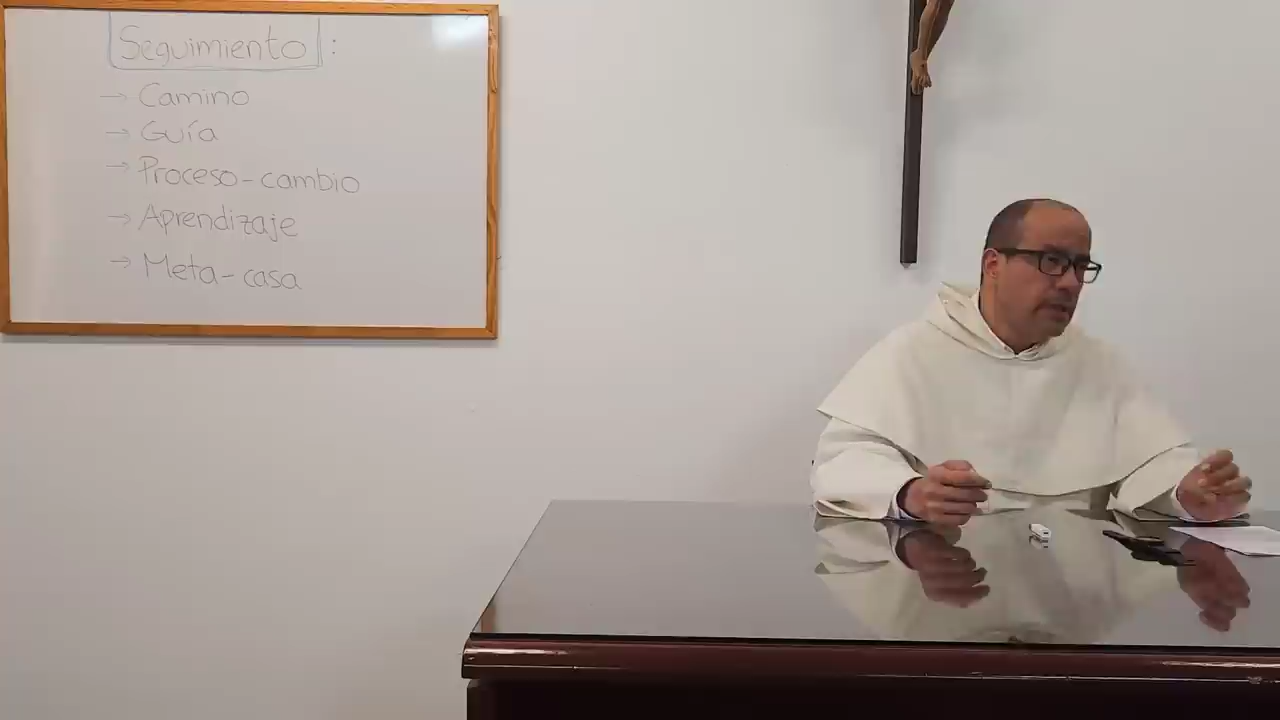 Seguimiento :
→ Camino
→ Guía
→ Proceso-cambio
→ Aprendizaje
→ Meta-casa